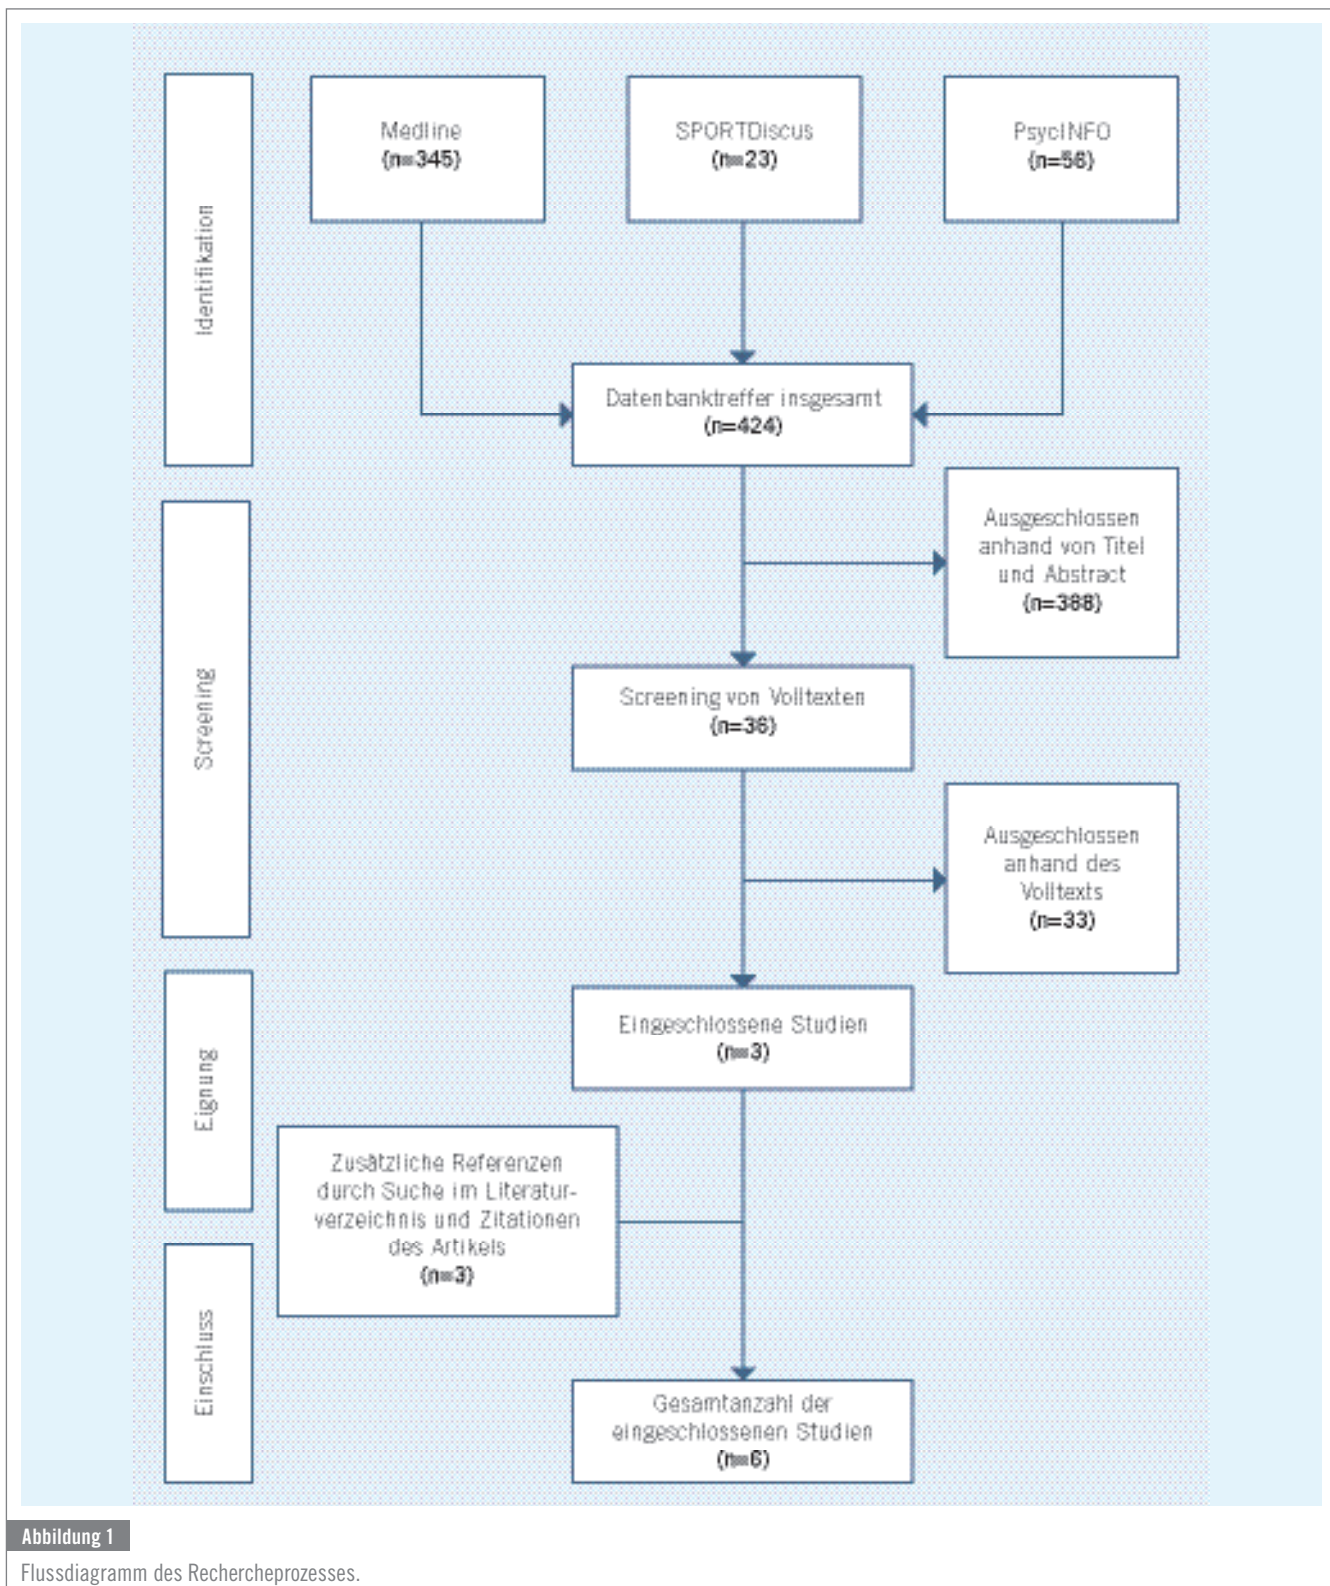 Identifikation
Medline
(n=345)
SPORTDiscus
(n=23)
PsycINFO
(n=56)
Datenbanktreffer insgesamt
(n=424)
Screening
Ausgeschlossen
anhand von Titel
und Abstract
(n=388)
Screening von Volltexten
(n=36)
Ausgeschlossen
anhand des
Volltexts
(n=33)
Eignung
Eingeschlossene Studien
(n=3)
Zusätzliche Referenzen
durch Suche im Literatur-
verzeichnis und Zitationen
des Artikels
(n=3)
Einschluss
Gesamtanzahl der
eingeschlossenen Studien
(n=6)
Abbildung 1
Flussdiagramm des Rechercheprozesses.